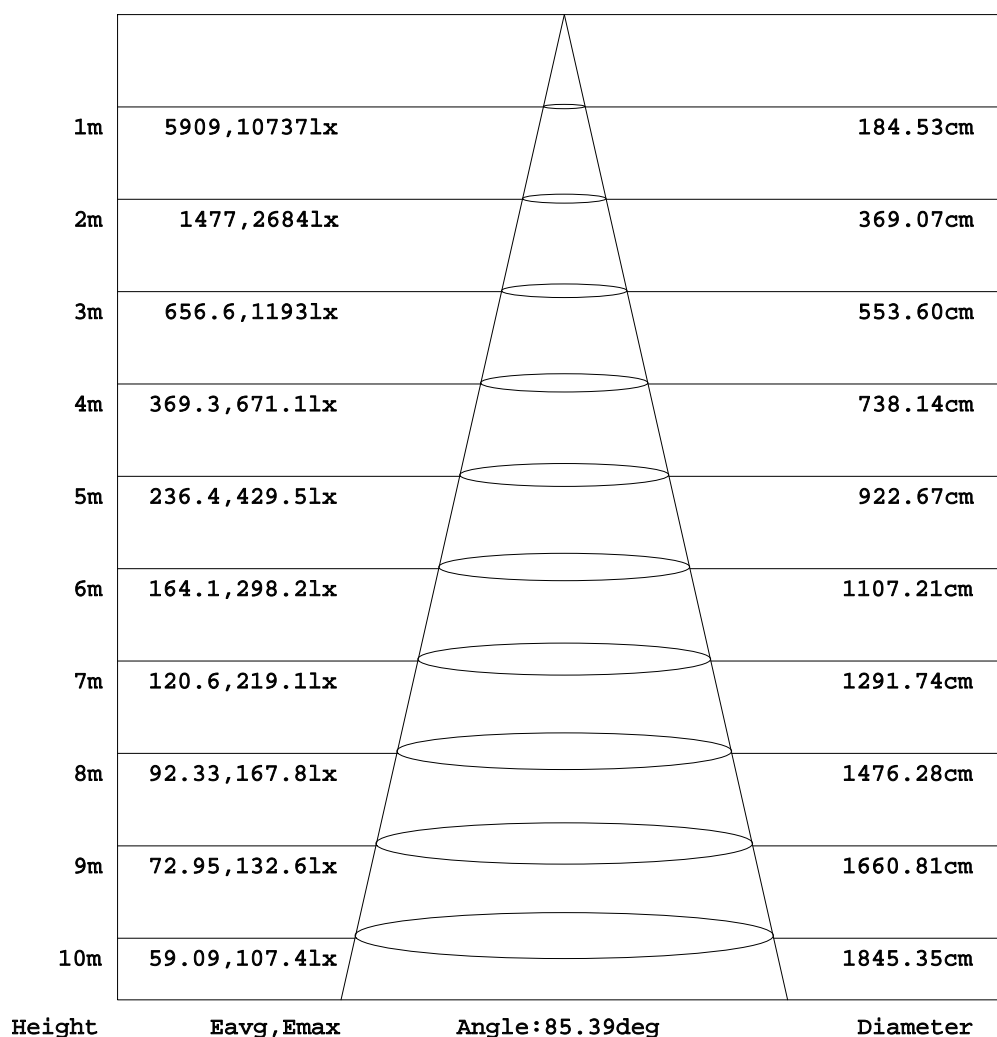 1m 5909,10737lx 184.53cm
2m 1477,2684lx 369.07cm
3m 656.6,1193lx 553.60cm
4m 369.3,671.1lx 738.14cm
5m 236.4,429.5lx 922.67cm
6m 164.1,298.2lx 1107.21cm
7m 120.6,219.1lx 1291.74cm
8m 92.33,167.8lx 1476.28cm
9m 72.95,132.6lx 1660.81cm
10m 59.09,107.4lx 1845.35cm
Height Eavg,Emax Angle:85.39deg Diameter